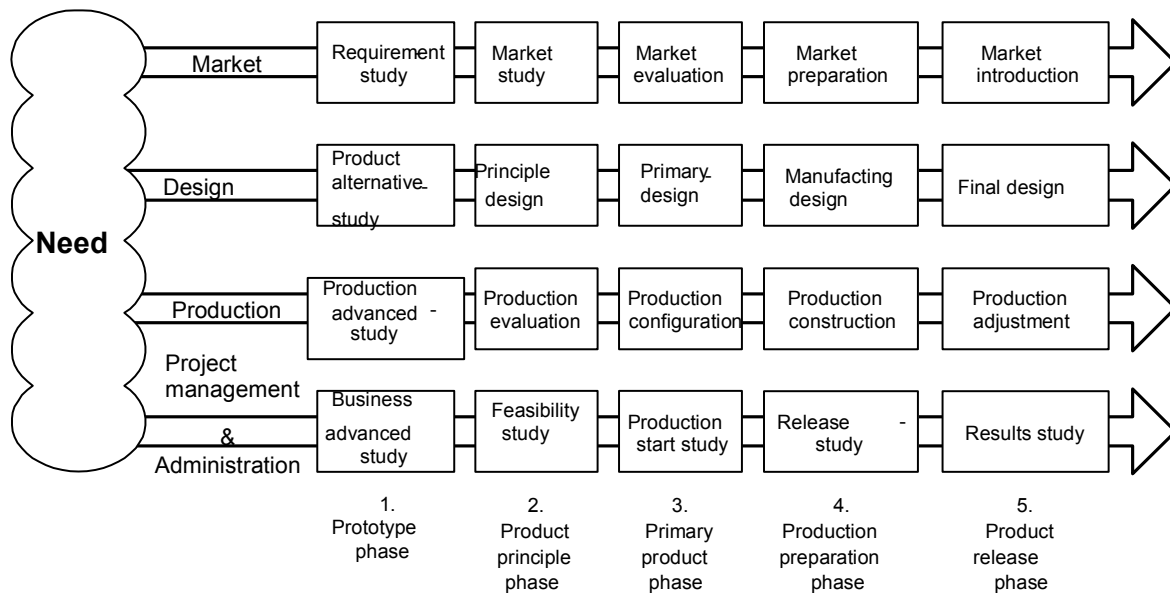 Need
Market
Requirement
study
Market
study
Market
evaluation
Market
preparation
Market
introduction
Design
Product
alternative-
study
Principle
design
Primary-
design
Manufacting
design
Final design
Production
Production
advanced -
study
Production
evaluation
Production
configuration
Production
construction
Production
adjustment
Project
management
&
Administration
Business
advanced
study
Feasibility
study
Production
start study
Release -
study
Results study
1.
Prototype
phase
2.
Product
principle
phase
3.
Primary
product
phase
4.
Production
preparation
phase
5.
Product
release
phase